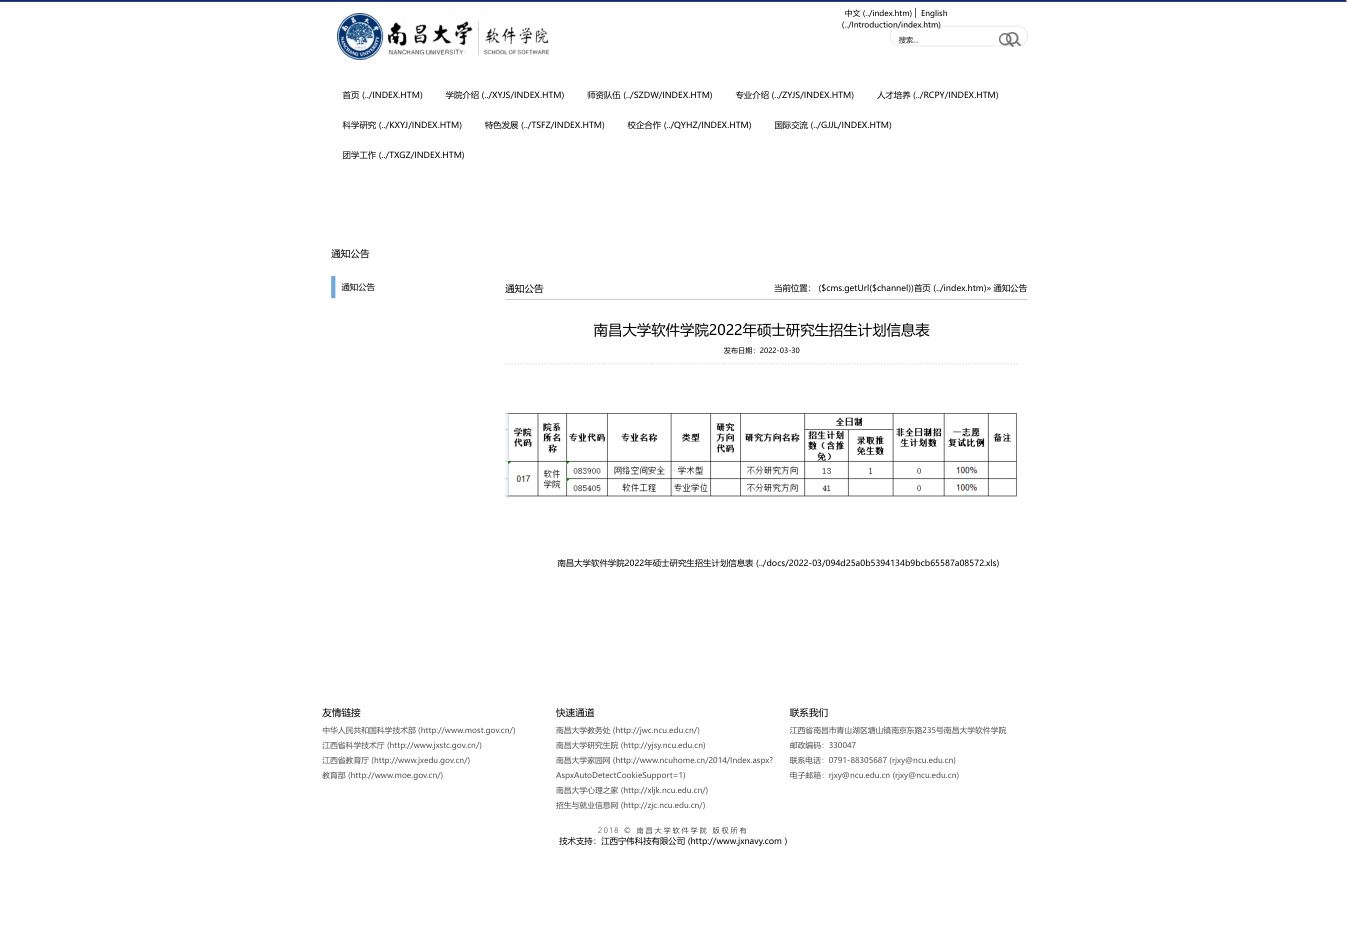 南昌大学 软件学院
NANCHANG UNIVERSITY SCHOOL OF SOFTWARE
中文 (../index.htm) | English
(../Introduction/index.htm)
搜索...
首页 (../INDEX.HTM) 学院介绍 (../XYJS/INDEX.HTM) 师资队伍 (../SZDW/INDEX.HTM) 专业介绍 (../ZYJS/INDEX.HTM) 人才培养 (../RCPY/INDEX.HTM)
科学研究 (../KXYJ/INDEX.HTM) 特色发展 (../TSFZ/INDEX.HTM) 校企合作 (../QYHZ/INDEX.HTM) 国际交流 (../GJJL/INDEX.HTM)
团学工作 (../TXGZ/INDEX.HTM)
通知公告
通知公告
通知公告 当前位置： ($cms.getUrl($channel))首页 (../index.htm)» 通知公告
南昌大学软件学院2022年硕士研究生招生计划信息表
发布日期：2022-03-30
学院代码 院系所名称 专业代码 专业名称 类型 研究方向代码 研究方向名称 全日制 招生计划数（含推免） 录取推免生数 非全日制招生计划数 一志愿复试比例 备注
017 软件学院 083900 网络空间安全 学术型 不分研究方向 13 1 0 100%
085405 软件工程 专业学位 不分研究方向 41 0 100%
南昌大学软件学院2022年硕士研究生招生计划信息表 (../docs/2022-03/094d25a0b5394134b9bcb65587a08572.xls)
友情链接
中华人民共和国科学技术部 (http://www.most.gov.cn/)
江西省科学技术厅 (http://www.jxstc.gov.cn/)
江西省教育厅 (http://www.jxedu.gov.cn/)
教育部 (http://www.moe.gov.cn/)
快速通道
南昌大学教务处 (http://jwc.ncu.edu.cn/)
南昌大学研究生院 (http://yjsy.ncu.edu.cn)
南昌大学家园网 (http://www.ncuhome.cn/2014/Index.aspx?
AspxAutoDetectCookieSupport=1)
南昌大学心理之家 (http://xljk.ncu.edu.cn/)
招生与就业信息网 (http://zjc.ncu.edu.cn/)
联系我们
江西省南昌市青山湖区塘山镇南京东路235号南昌大学软件学院
邮政编码：330047
联系电话：0791-88305687 (rjxy@ncu.edu.cn)
电子邮箱：rjxy@ncu.edu.cn (rjxy@ncu.edu.cn)
2018 © 南昌大学软件学院 版权所有
技术支持：江西宁伟科技有限公司 (http://www.jxnavy.com )